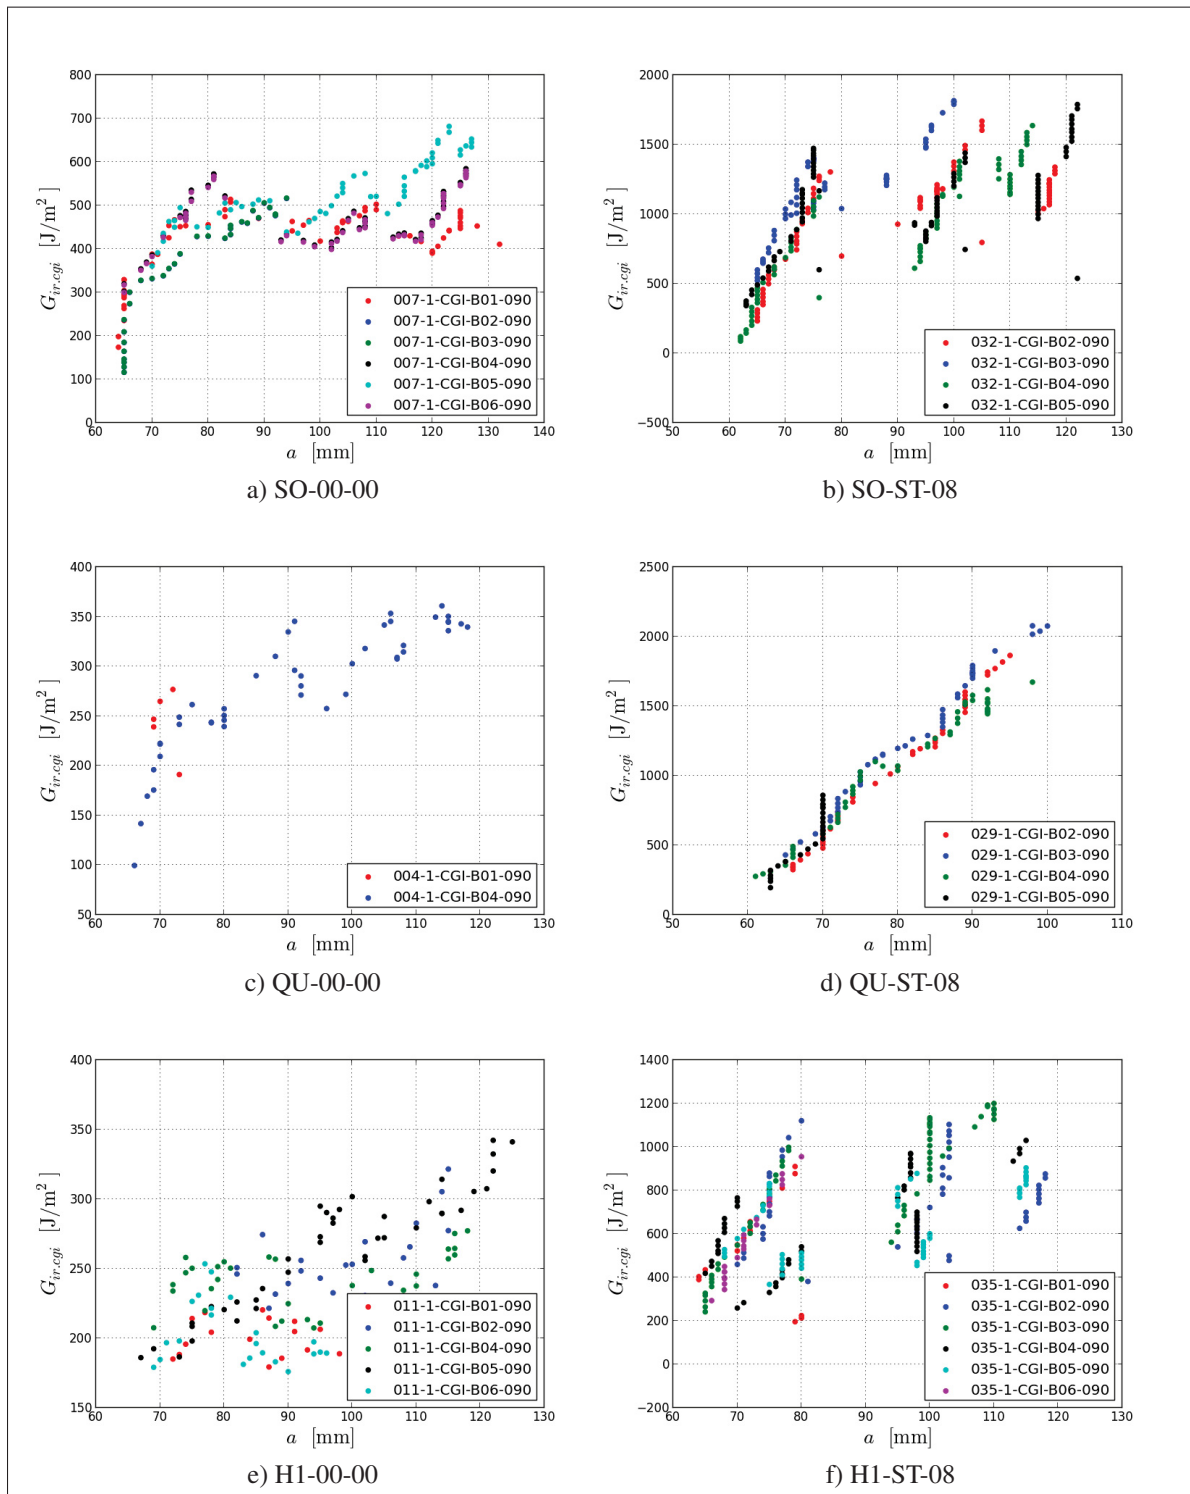 800
700
600
500
400
300
200
100
0
60 70 80 90 100 110 120 130 140
G_ir.cgi [J/m²]
a [mm]
007-1-CGI-B01-090
007-1-CGI-B02-090
007-1-CGI-B03-090
007-1-CGI-B04-090
007-1-CGI-B05-090
007-1-CGI-B06-090
a) SO-00-00
2000
1500
1000
500
0
−500
50 60 70 80 90 100 110 120 130
G_ir.cgi [J/m²]
a [mm]
032-1-CGI-B02-090
032-1-CGI-B03-090
032-1-CGI-B04-090
032-1-CGI-B05-090
b) SO-ST-08
400
350
300
250
200
150
100
50
60 70 80 90 100 110 120 130
G_ir.cgi [J/m²]
a [mm]
004-1-CGI-B01-090
004-1-CGI-B04-090
c) QU-00-00
2500
2000
1500
1000
500
0
50 60 70 80 90 100 110
G_ir.cgi [J/m²]
a [mm]
029-1-CGI-B02-090
029-1-CGI-B03-090
029-1-CGI-B04-090
029-1-CGI-B05-090
d) QU-ST-08
400
350
300
250
200
150
60 70 80 90 100 110 120 130
G_ir.cgi [J/m²]
a [mm]
011-1-CGI-B01-090
011-1-CGI-B02-090
011-1-CGI-B04-090
011-1-CGI-B05-090
011-1-CGI-B06-090
e) H1-00-00
1400
1200
1000
800
600
400
200
0
−200
60 70 80 90 100 110 120 130
G_ir.cgi [J/m²]
a [mm]
035-1-CGI-B01-090
035-1-CGI-B02-090
035-1-CGI-B03-090
035-1-CGI-B04-090
035-1-CGI-B05-090
035-1-CGI-B06-090
f) H1-ST-08